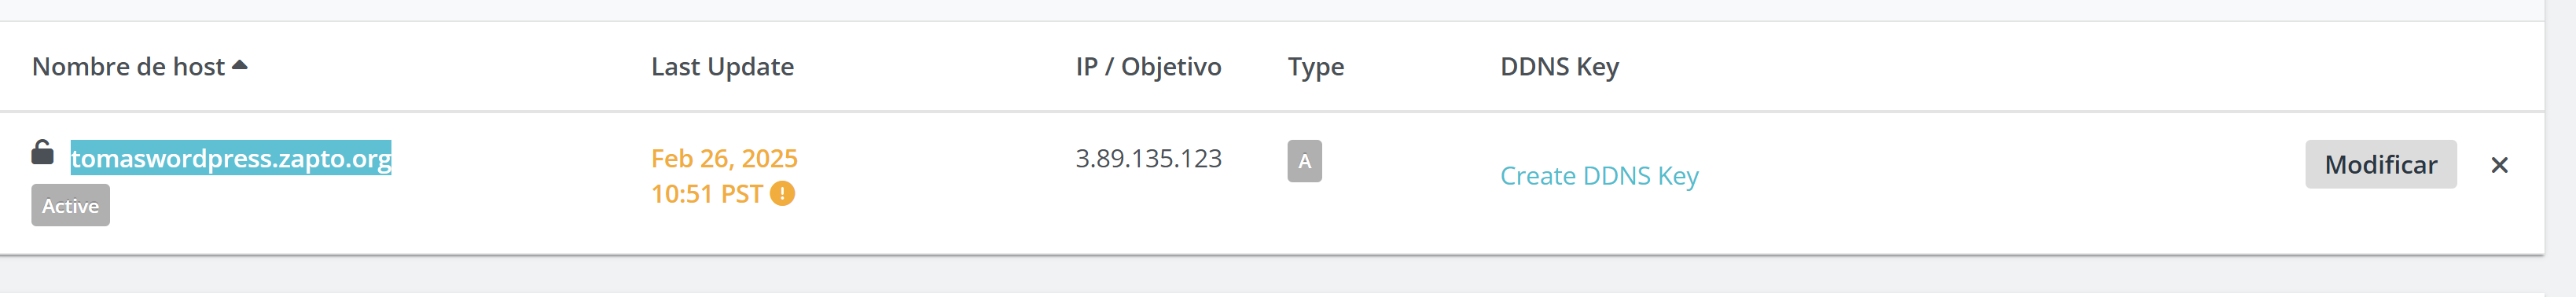 Nombre de host
Last Update
IP / Objetivo
Type
DDNS Key
tomaswordpress.zapto.org
Active
Feb 26, 2025
10:51 PST
3.89.135.123
A
Create DDNS Key
Modificar